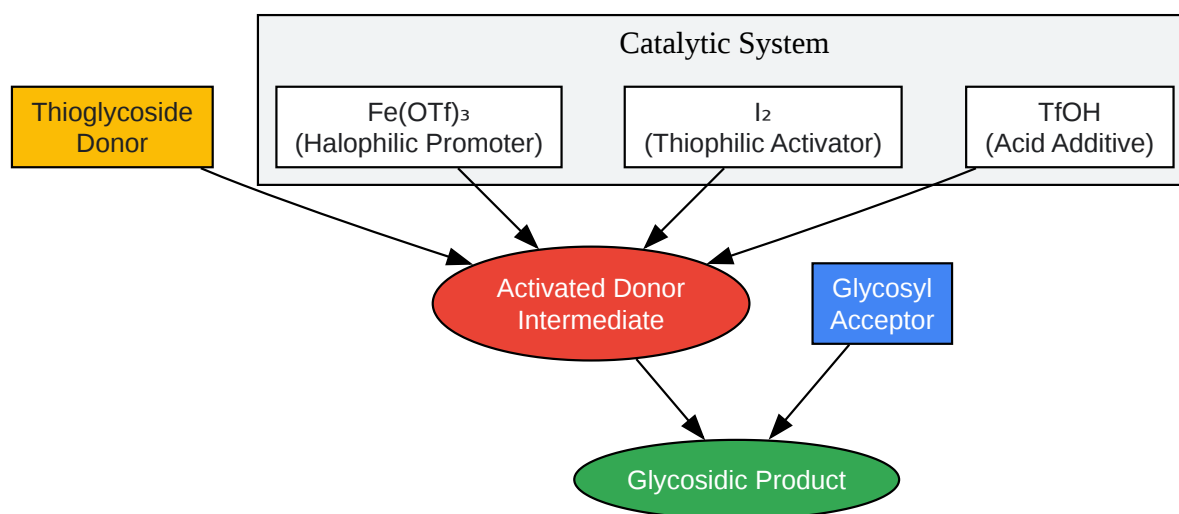 Catalytic System
Thioglycoside
Donor
Fe(OTf)₃
(Halophilic Promoter)
I₂
(Thiophilic Activator)
TfOH
(Acid Additive)
Activated Donor
Intermediate
Glycosyl
Acceptor
Glycosidic Product